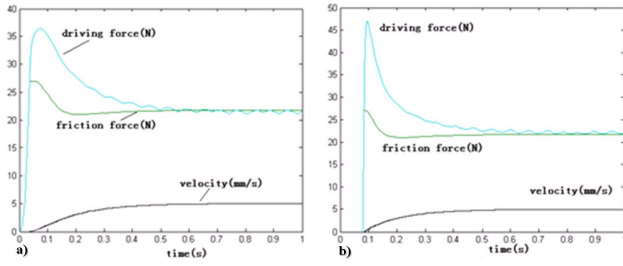 40
35
30
25
20
15
10
5
0
driving force(N)
friction force(N)
velocity(mm/s)
0 0.1 0.2 0.3 0.4 0.5 0.6 0.7 0.8 0.9 1
time(s)
a)
50
45
40
35
30
25
20
15
10
5
0
driving force(N)
friction force(N)
velocity(mm/s)
0 0.1 0.2 0.3 0.4 0.5 0.6 0.7 0.8 0.9
time(s)
b)